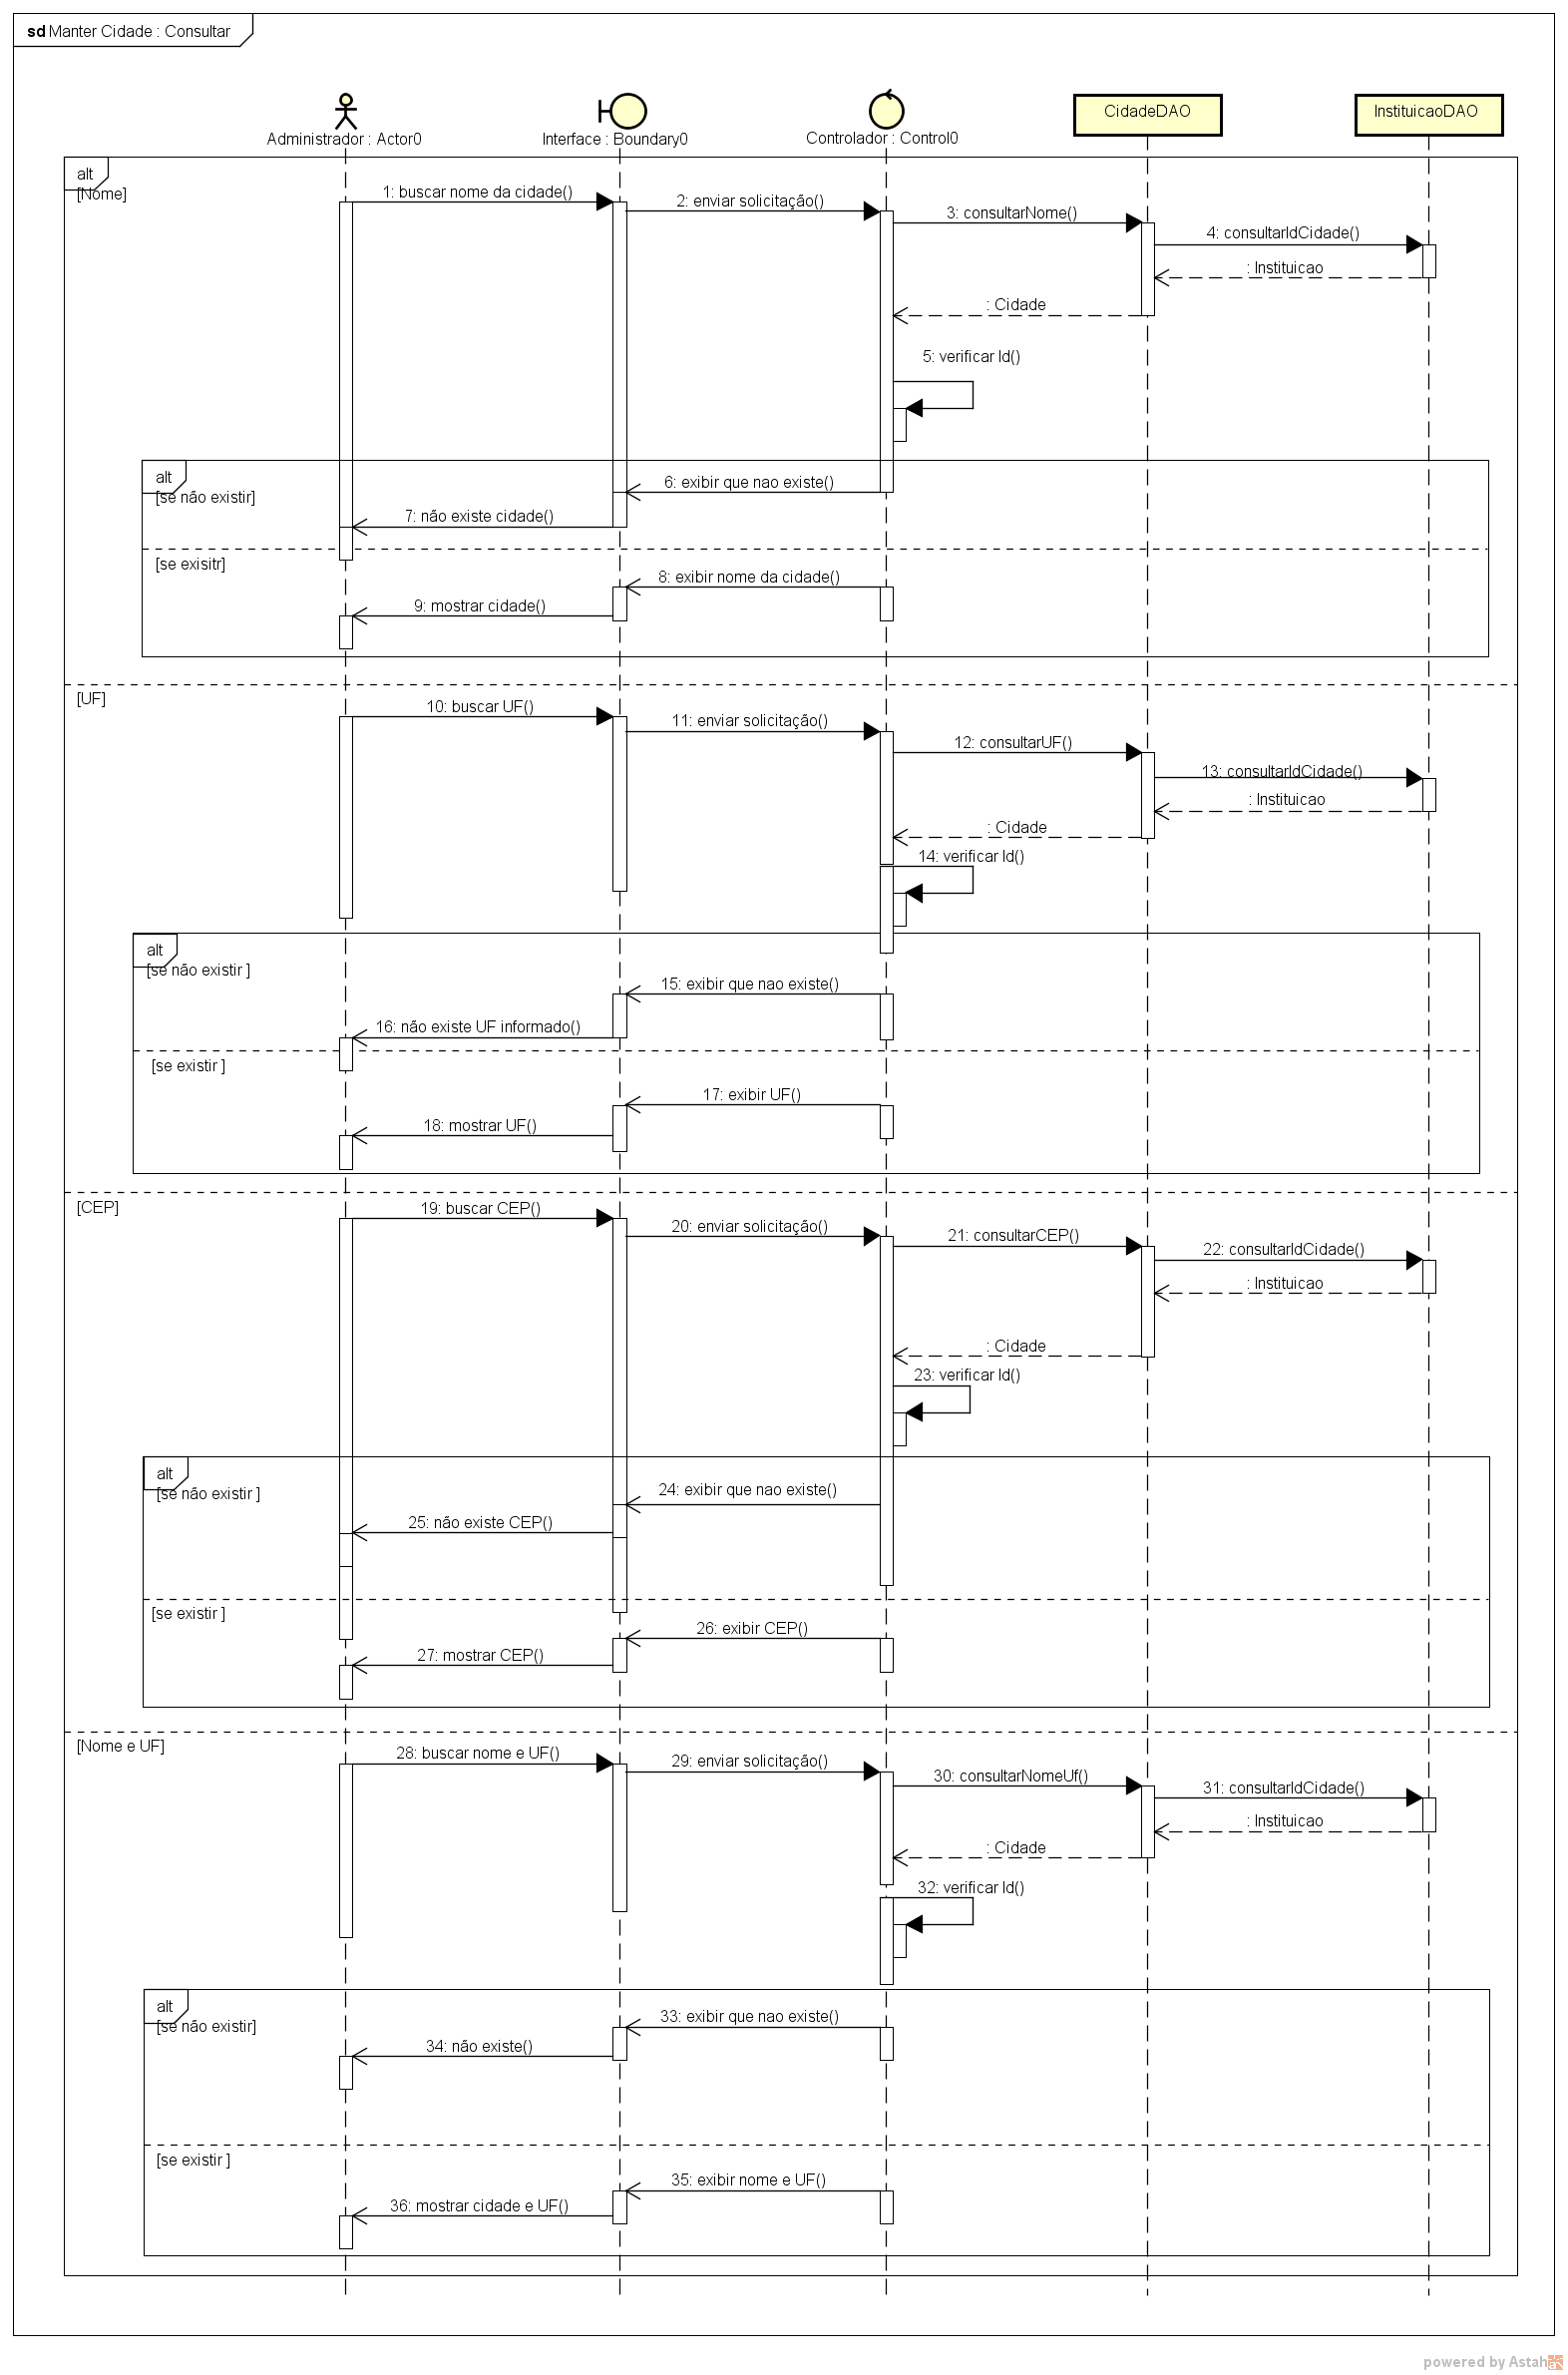 sd Manter Cidade : Consultar
Administrador : Actor0
Interface : Boundary0
Controlador : Control0
CidadeDAO
InstituicaoDAO
alt
[Nome]
1: buscar nome da cidade()
2: enviar solicitação()
3: consultarNome()
4: consultarIdCidade()
: Instituicao
: Cidade
5: verificar Id()
alt
[se não existir]
6: exibir que nao existe()
7: não existe cidade()
[se exisitr]
8: exibir nome da cidade()
9: mostrar cidade()
[UF]
10: buscar UF()
11: enviar solicitação()
12: consultarUF()
13: consultarIdCidade()
: Instituicao
: Cidade
14: verificar Id()
alt
[se não existir ]
15: exibir que nao existe()
16: não existe UF informado()
[se existir ]
17: exibir UF()
18: mostrar UF()
[CEP]
19: buscar CEP()
20: enviar solicitação()
21: consultarCEP()
22: consultarIdCidade()
: Instituicao
: Cidade
23: verificar Id()
alt
[se não existir ]
24: exibir que nao existe()
25: não existe CEP()
[se existir ]
26: exibir CEP()
27: mostrar CEP()
[Nome e UF]
28: buscar nome e UF()
29: enviar solicitação()
30: consultarNomeUf()
31: consultarIdCidade()
: Instituicao
: Cidade
32: verificar Id()
alt
[se não existir]
33: exibir que nao existe()
34: não existe()
[se existir ]
35: exibir nome e UF()
36: mostrar cidade e UF()
powered by Astah